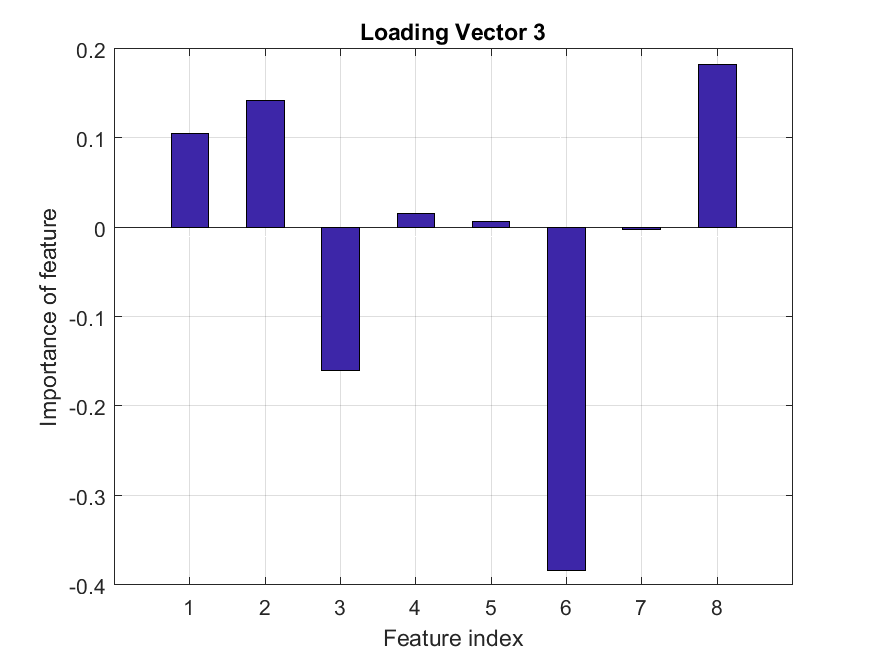 Loading Vector 3
0.2
0.1
0
-0.1
-0.2
-0.3
-0.4
Importance of feature
1 2 3 4 5 6 7 8
Feature index